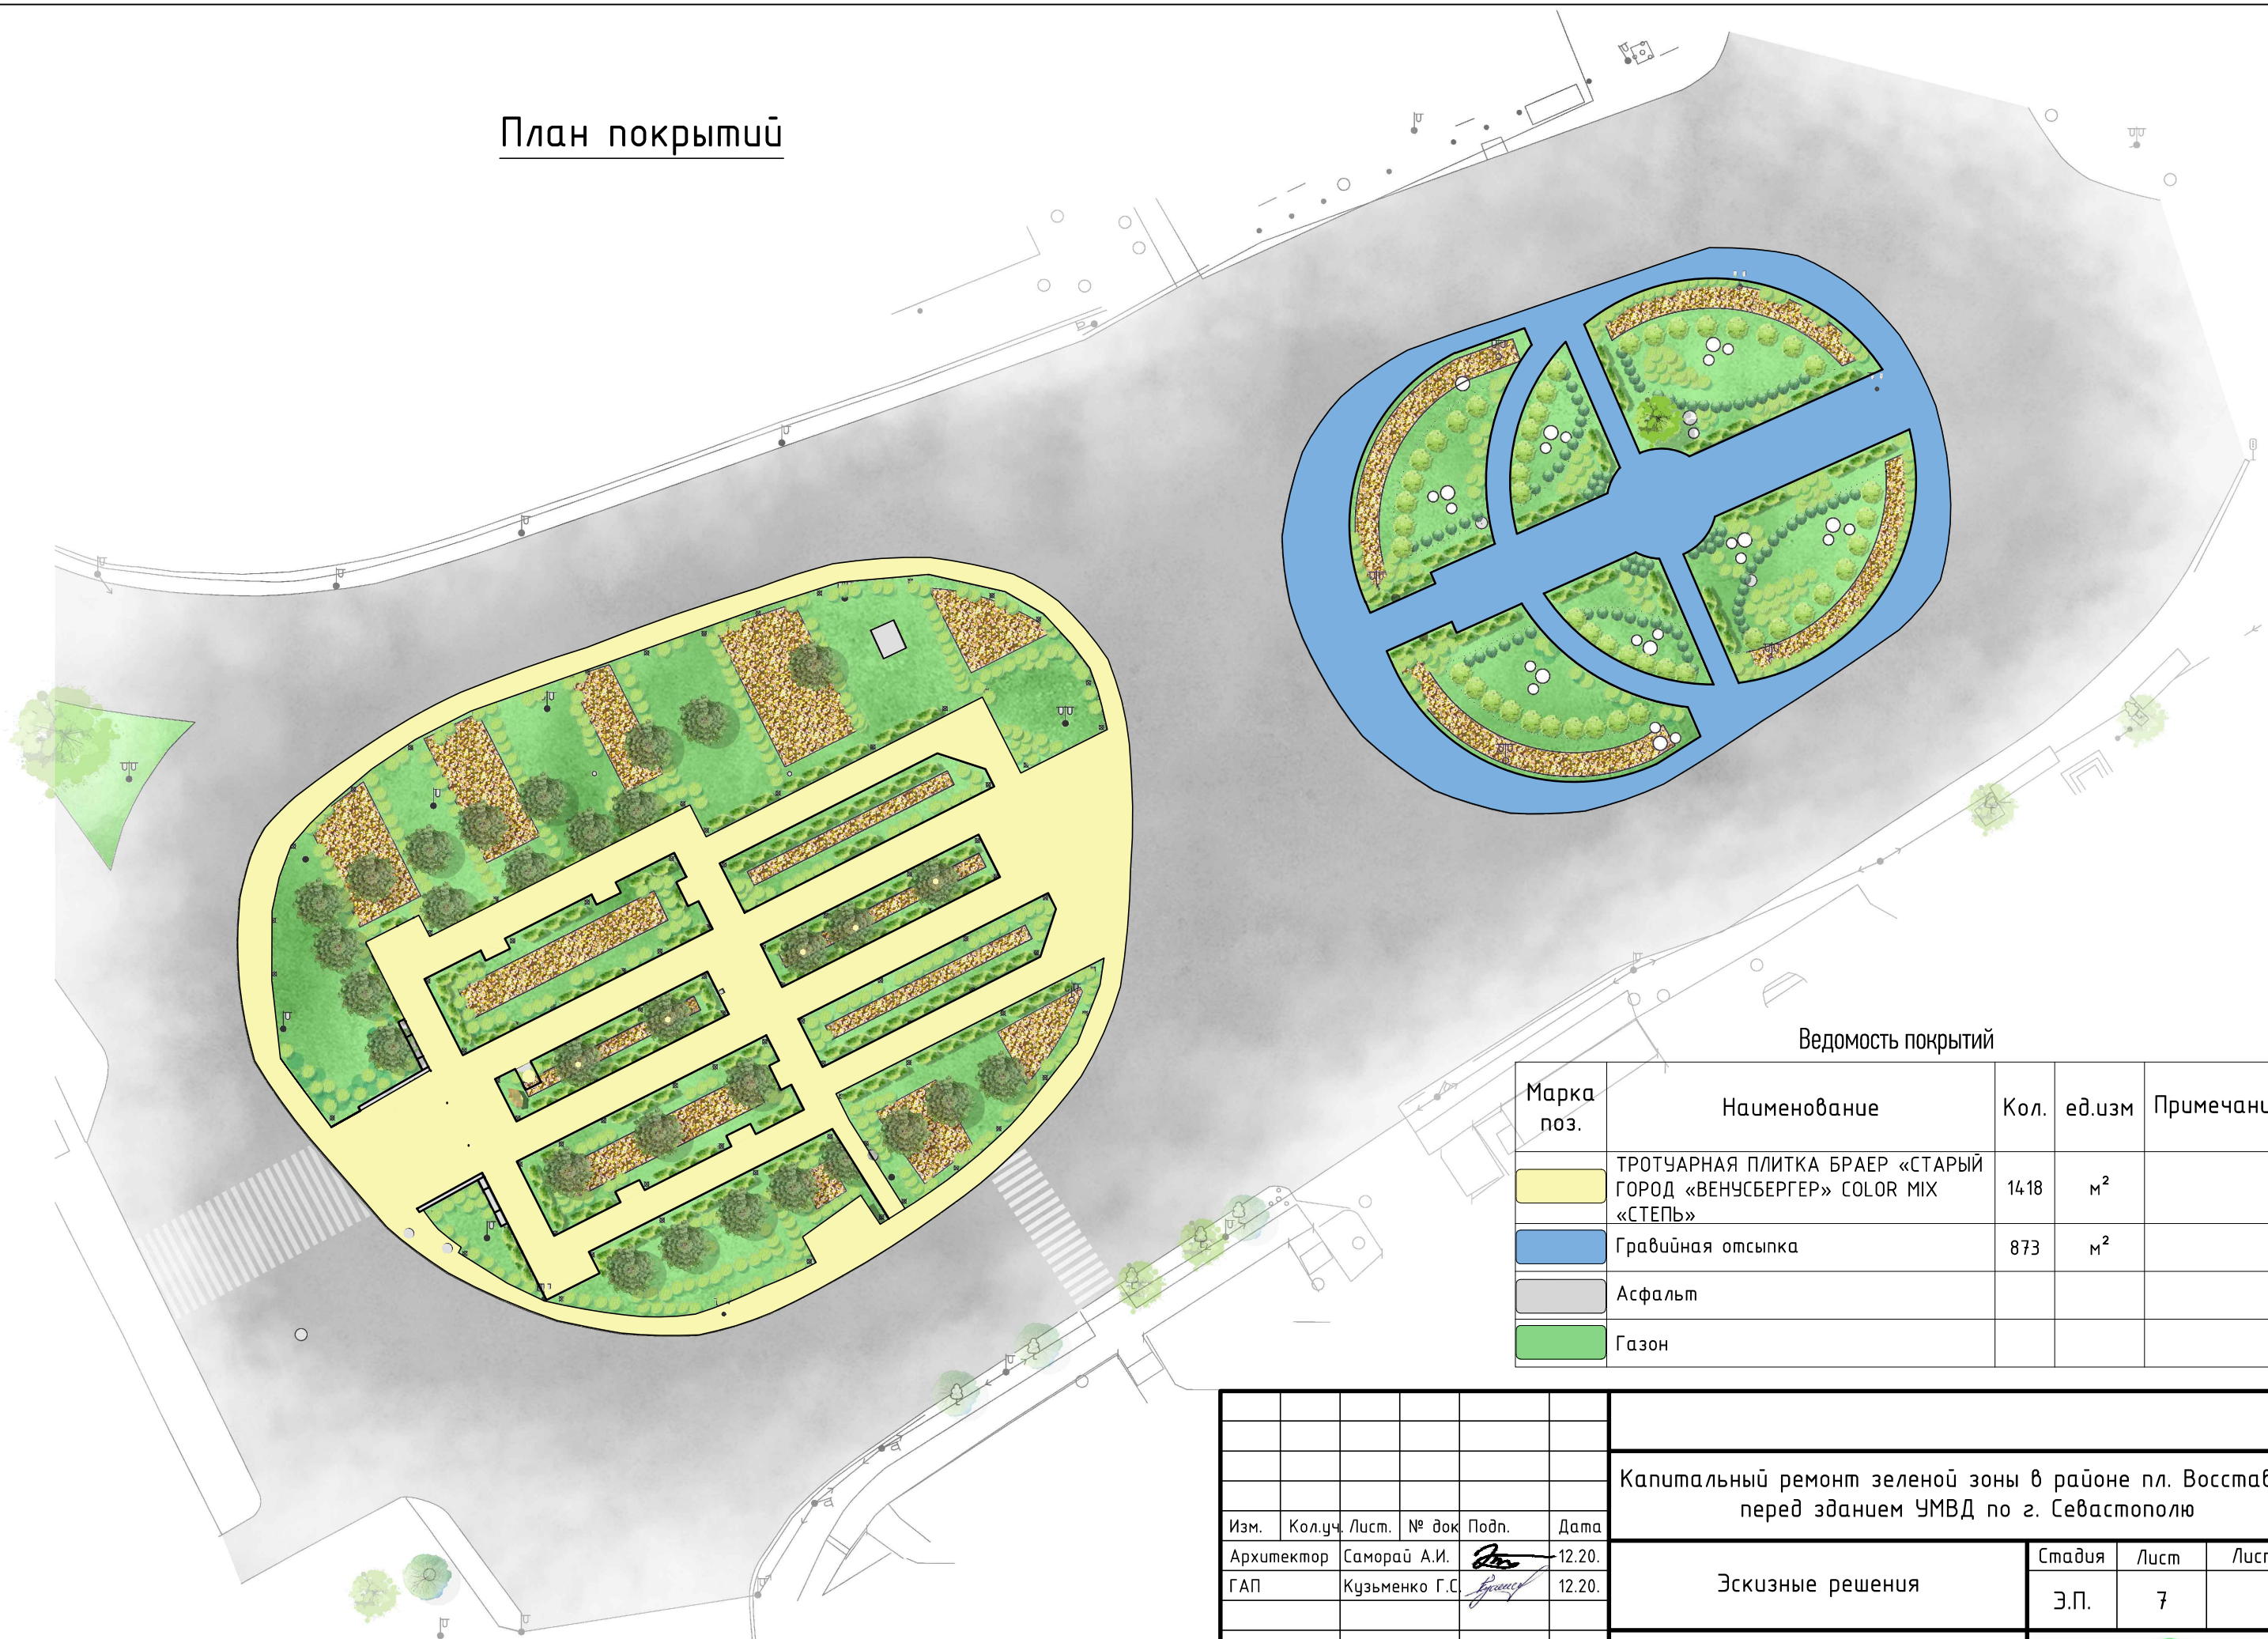 План покрытий
Ведомость покрытий
Марка поз.
Наименование
Кол.
ед.изм
Примечани
ТРОТУАРНАЯ ПЛИТКА БРАЕР «СТАРЫЙ
ГОРОД «ВЕНУСБЕРГЕР» COLOR MIX
«СТЕПЬ»
1418
м²
Гравийная отсыпка
873
м²
Асфальт
Газон
Капитальный ремонт зеленой зоны в районе пл. Восстав
перед зданием УМВД по г. Севастополю
Изм.
Кол.уч.
Лист.
№ док
Подп.
Дата
Архитектор
Саморай А.И.
12.20.
ГАП
Кузьменко Г.С.
12.20.
Эскизные решения
Стадия
Лист
Лист
Э.П.
7